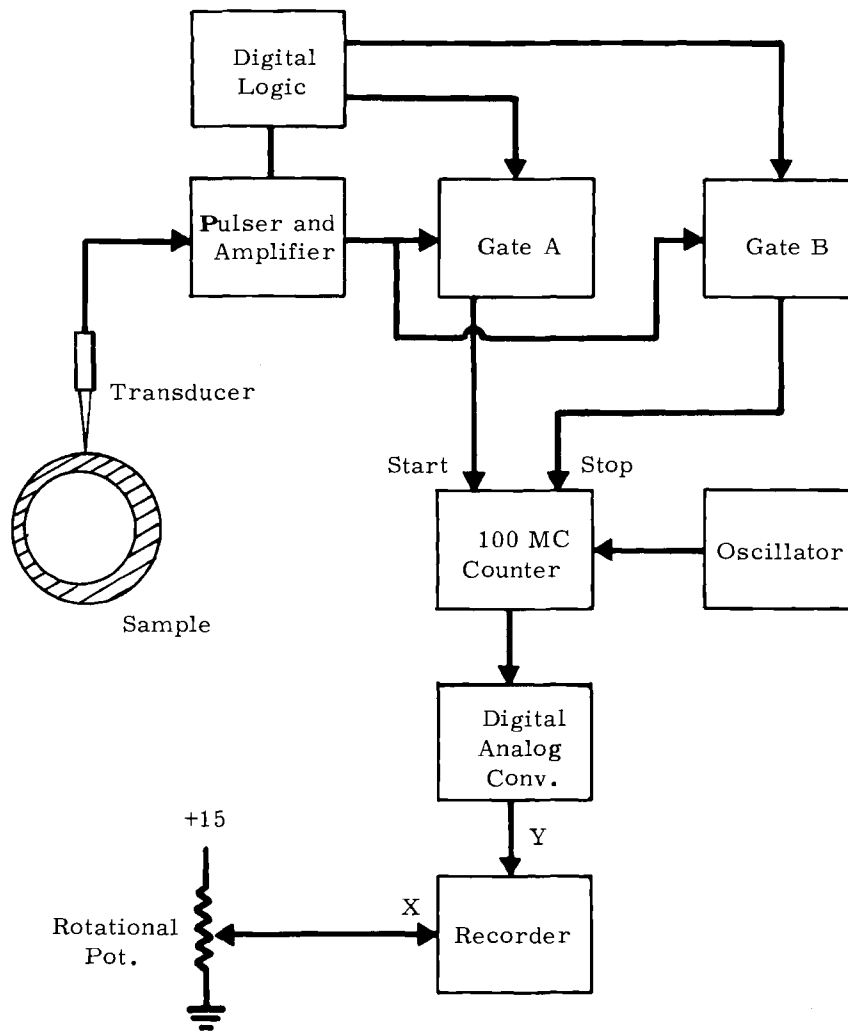 Digital
Logic
Pulser and
Amplifier
Gate A
Gate B
Transducer
Start
Stop
100 MC
Counter
Oscillator
Sample
Digital
Analog
Conv.
+15
Y
X
Rotational
Pot.
Recorder